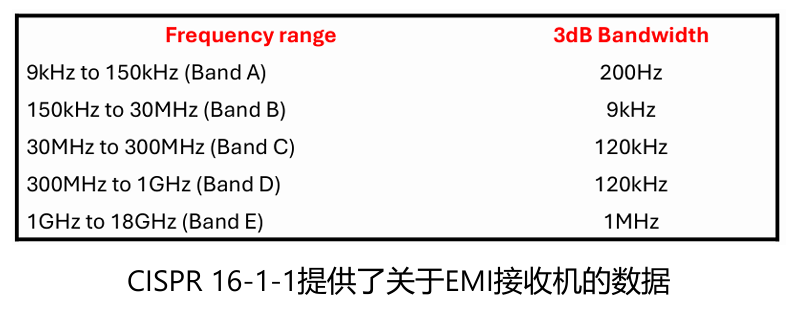 Frequency range 3dB Bandwidth
9kHz to 150kHz (Band A) 200Hz
150kHz to 30MHz (Band B) 9kHz
30MHz to 300MHz (Band C) 120kHz
300MHz to 1GHz (Band D) 120kHz
1GHz to 18GHz (Band E) 1MHz
CISPR 16-1-1提供了关于EMI接收机的数据